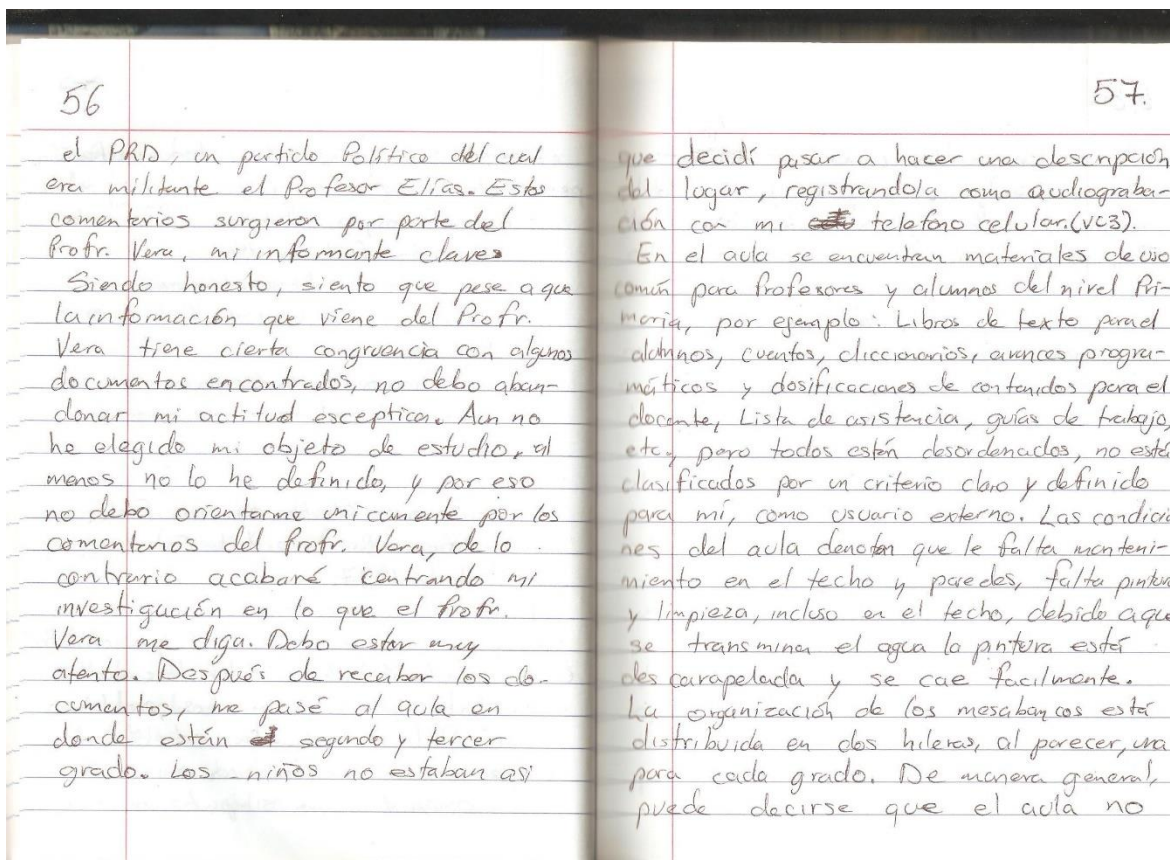 56
el PRD, un partido Político del cual
era militante el Profesor Elías. Estos
comentarios surgieron por parte del
Profr. Vera, mi informante claves
Siendo honesto, siento que pese a que
la información que viene del Profr.
Vera tiene cierta congruencia con algunos
documentos encontrados, no debo aban-
donar mi actitud esceptica. Aun no
he elegido mi objeto de estudio, al
menos no lo he definido, y por eso
no debo orientarme unicamente por los
comentarios del Profr. Vera, de lo
contrario acabaré centrando mi
investigación en lo que el Profr.
Vera me diga. Debo estar muy
atento. Después de recabar los do-
cumentos, me pasé al aula en
donde están segundo y tercer
grado. Los niños no estaban asi
57.
que decidí pasar a hacer una descripción
del lugar, registrandola como audiograba-
ción con mi telefono celular.(VC3).
En el aula se encuentran materiales de uso
común para Profesores y alumnos del nivel Pri-
maria, por ejemplo: Libros de texto para el
alumnos, cuentos, diccionarios, avances progra-
máticos y dosificaciones de contenidos para el
docente, Lista de asistencia, guías de trabajo,
etc, pero todos están desordenados, no están
clasificados por un criterio claro y definido
para mí, como usuario externo. Las condicio
nes del aula denotan que le falta manteni-
miento en el techo y paredes, falta pintura
y limpieza, incluso en el techo, debido a que
se transmina el agua la pintura está
descarapelada y se cae facilmente.
La organización de los mesabancos está
distribuida en dos hileras, al parecer, una
para cada grado. De manera general,
puede decirse que el aula no